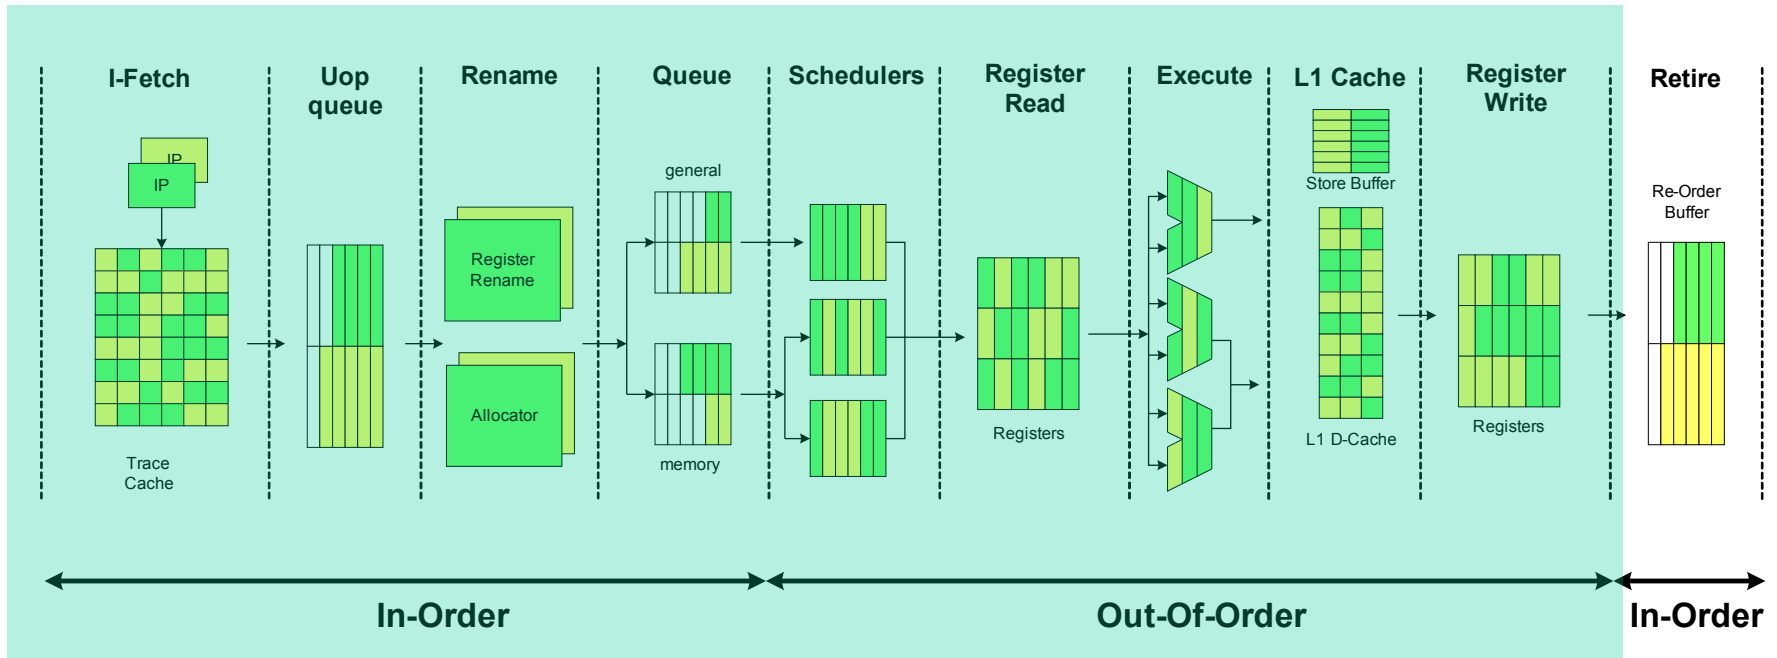 I-Fetch
Uop
queue
Rename
Queue
Schedulers
Register
Read
Execute
L1 Cache
Register
Write
Retire
IP
IP
Trace
Cache
Register
Rename
Allocator
general
memory
Registers
Store Buffer
L1 D-Cache
Registers
Re-Order
Buffer
In-Order
Out-Of-Order
In-Order